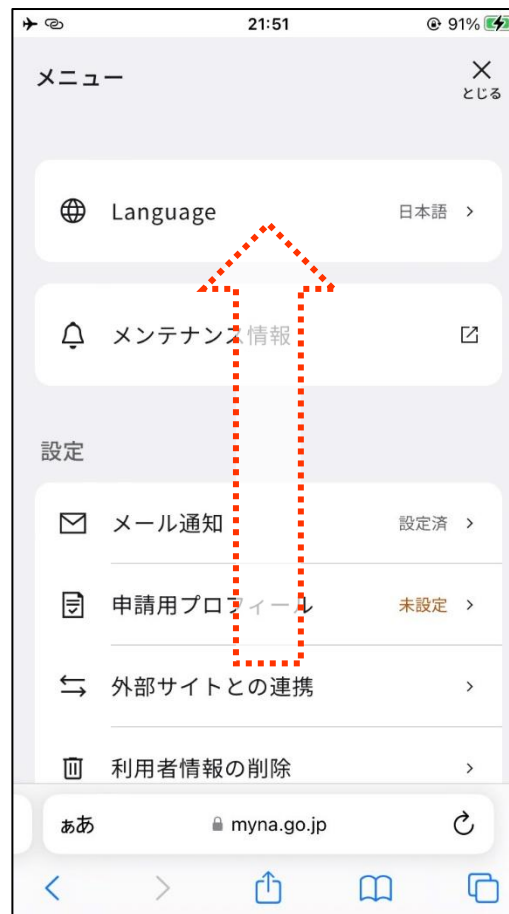 21:51
91%
メニュー
とじる
Language 日本語
メンテナンス情報
設定
メール通知 設定済
申請用プロフィール 未設定
外部サイトとの連携
利用者情報の削除
ぁあ myna.go.jp